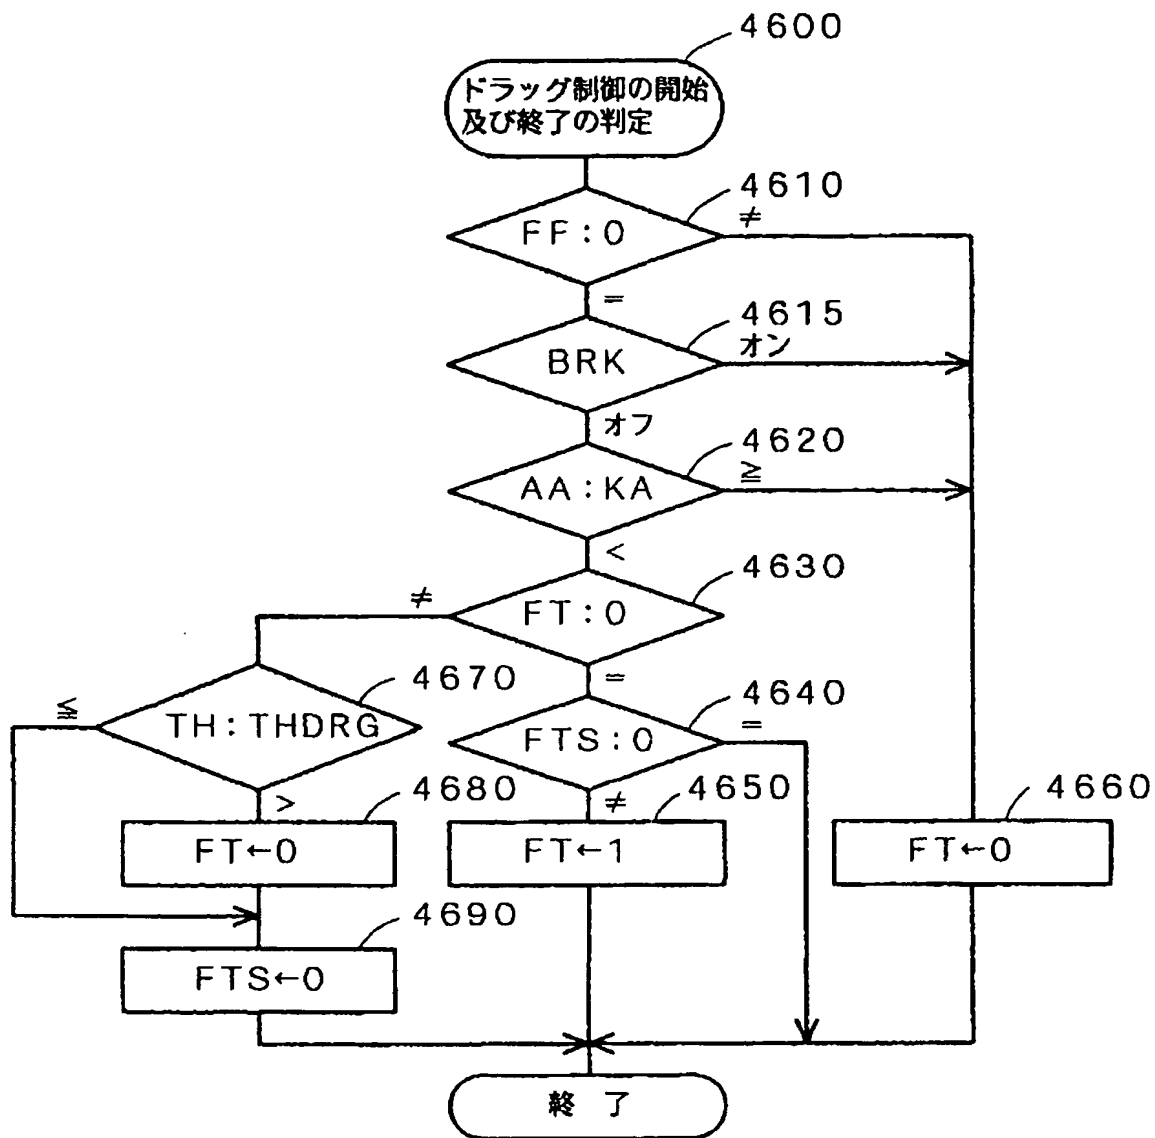 4600
ドラッグ制御の開始
及び終了の判定
4610
FF:0
≠
=
4615
BRK
オン
オフ
4620
AA:KA
≧
<
4630
FT:0
≠
=
4670
TH:THDRG
≦
>
4640
FTS:0
=
≠
4680
FT←0
4650
FT←1
4660
FT←0
4690
FTS←0
終了